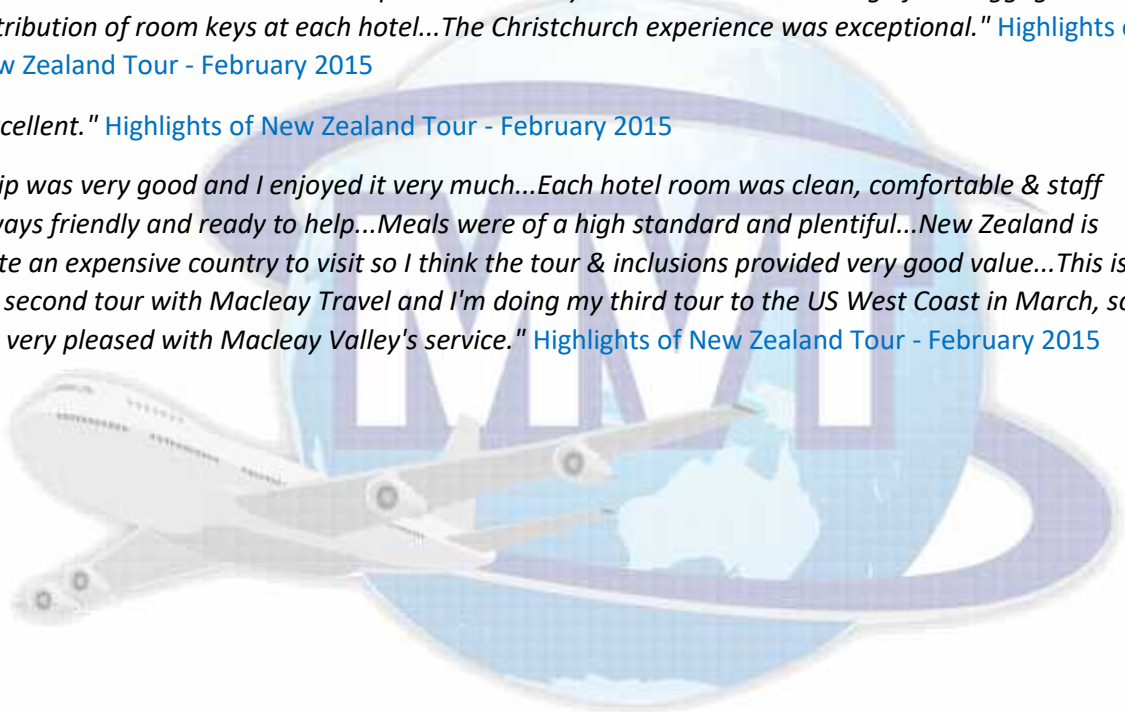 tribution of room keys at each hotel...The Christchurch experience was exceptional." Highlights
w Zealand Tour - February 2015
cellent." Highlights of New Zealand Tour - February 2015
ip was very good and I enjoyed it very much...Each hotel room was clean, comfortable & staff
ways friendly and ready to help...Meals were of a high standard and plentiful...New Zealand is
te an expensive country to visit so I think the tour & inclusions provided very good value...This is
second tour with Macleay Travel and I'm doing my third tour to the US West Coast in March, so
very pleased with Macleay Valley's service." Highlights of New Zealand Tour - February 2015
MVT